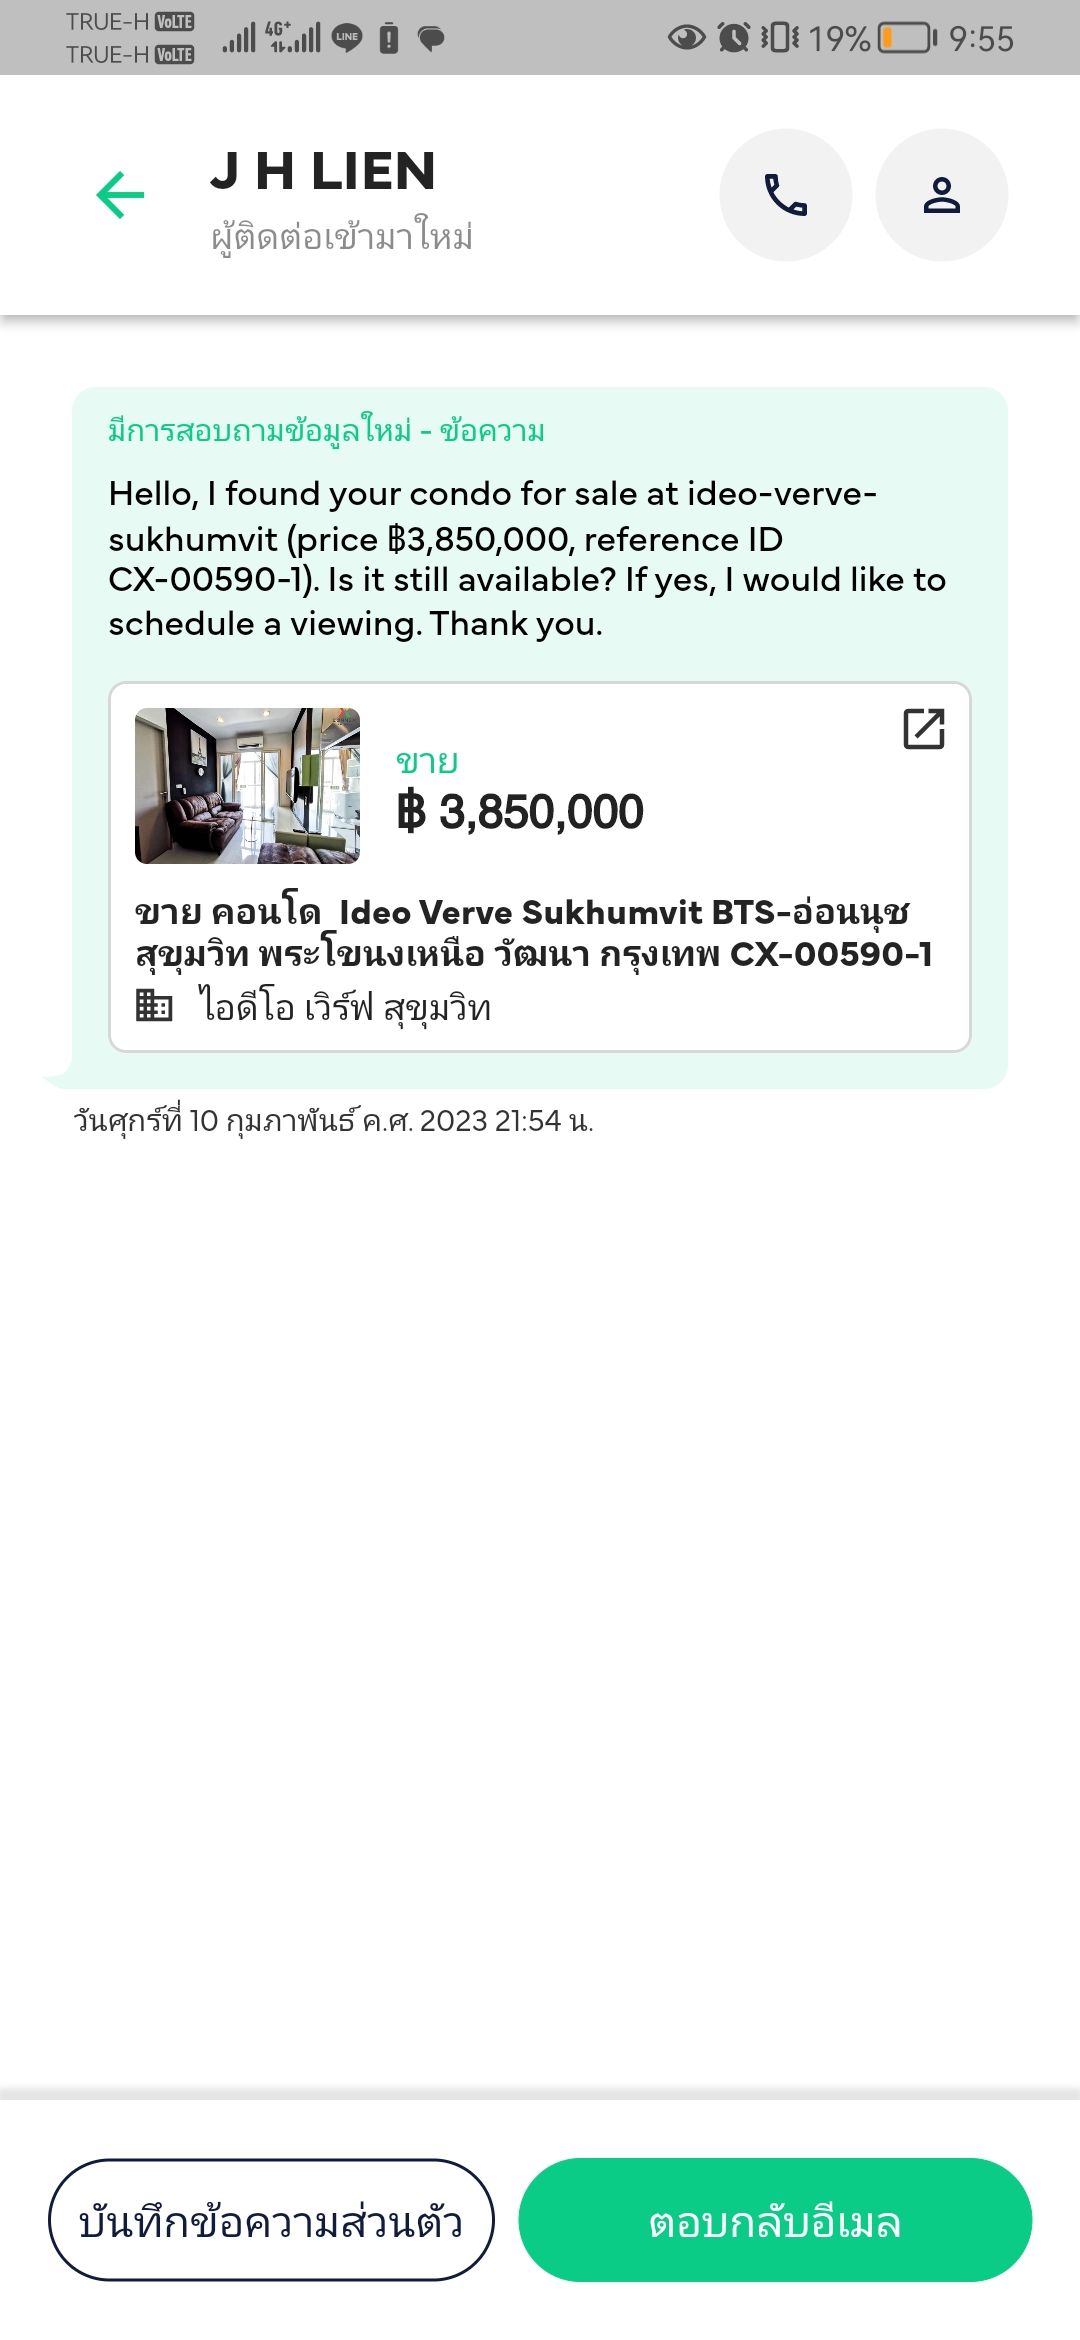 TRUE-H VoLTE
TRUE-H VoLTE
4G+
LINE
19% 9:55
J H LIEN
ผู้ติดต่อเข้ามาใหม่
มีการสอบถามข้อมูลใหม่ - ข้อความ
Hello, I found your condo for sale at ideo-verve-
sukhumvit (price ฿3,850,000, reference ID
CX-00590-1). Is it still available? If yes, I would like to
schedule a viewing. Thank you.
ขาย
฿ 3,850,000
ขาย คอนโด  Ideo Verve Sukhumvit BTS-อ่อนนุช
สุขุมวิท พระโขนงเหนือ วัฒนา กรุงเทพ CX-00590-1
ไอดีโอ เวิร์ฟ สุขุมวิท
วันศุกร์ที่ 10 กุมภาพันธ์ ค.ศ. 2023 21:54 น.
บันทึกข้อความส่วนตัว
ตอบกลับอีเมล